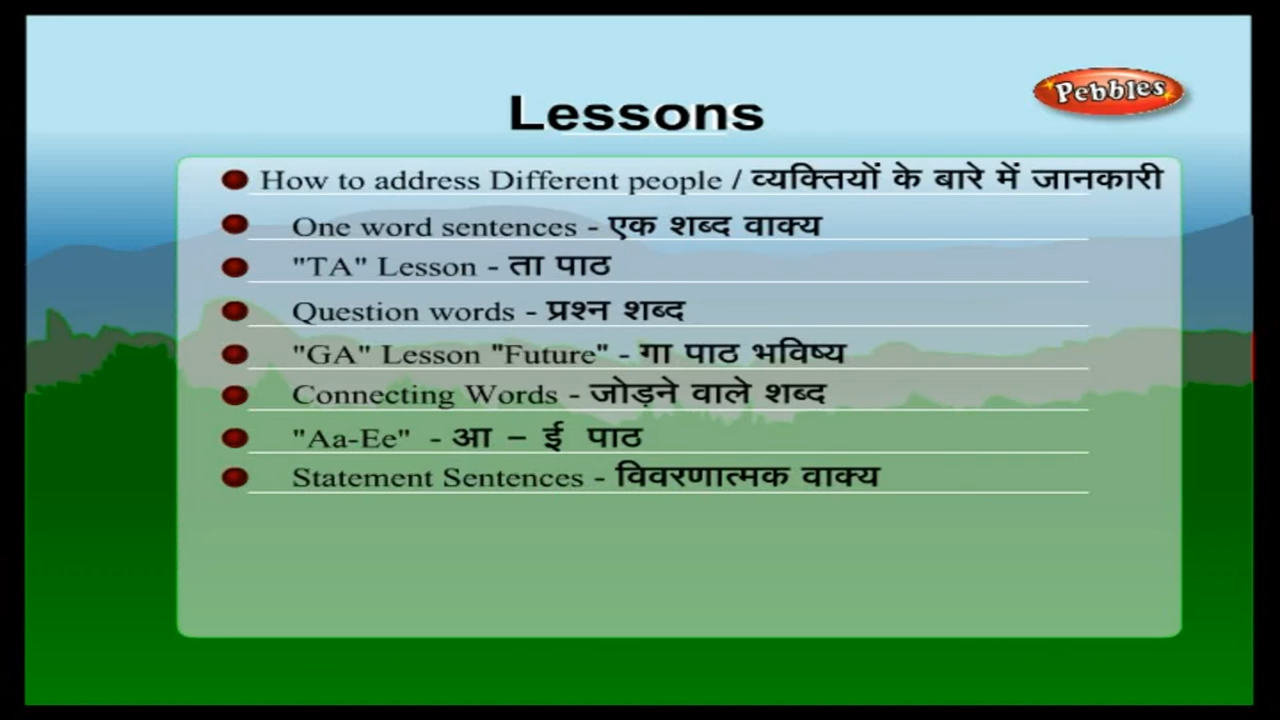 Lessons
Pebbles
How to address Different people / व्यक्तियों के बारे में जानकारी
One word sentences - एक शब्द वाक्य
"TA" Lesson - ता पाठ
Question words - प्रश्न शब्द
"GA" Lesson "Future" - गा पाठ भविष्य
Connecting Words - जोड़ने वाले शब्द
"Aa-Ee" - आ – ई पाठ
Statement Sentences - विवरणात्मक वाक्य